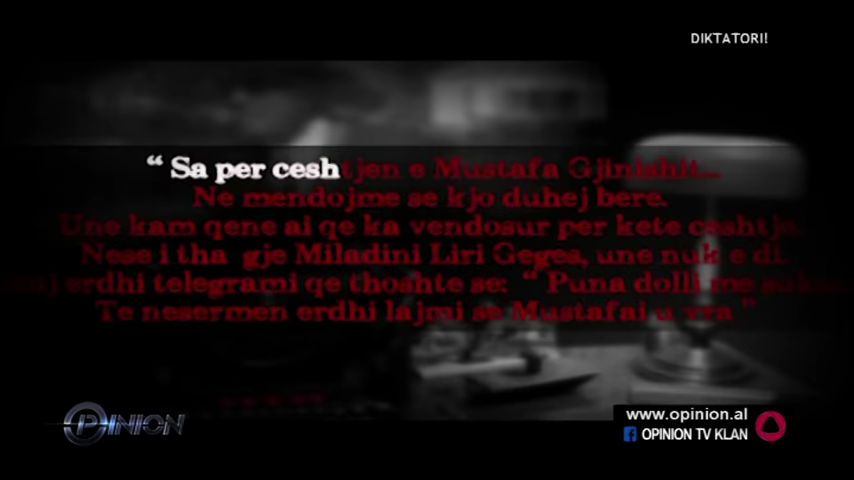 DIKTATORI!
“ Sa per ceshtjen e Mustafa Gjinishit...
Ne mendojme se kjo duhej bere.
Une kam qene ai qe ka vendosur per kete ceshtje.
Nese i tha gje Miladini Liri Geges, une nuk e di.
erdhi telegrami qe thoshte se: “ Puna dolli me
Te nesermen erdhi lajmi se Mustafai u vra ”
OPINION
www.opinion.al
OPINION TV KLAN